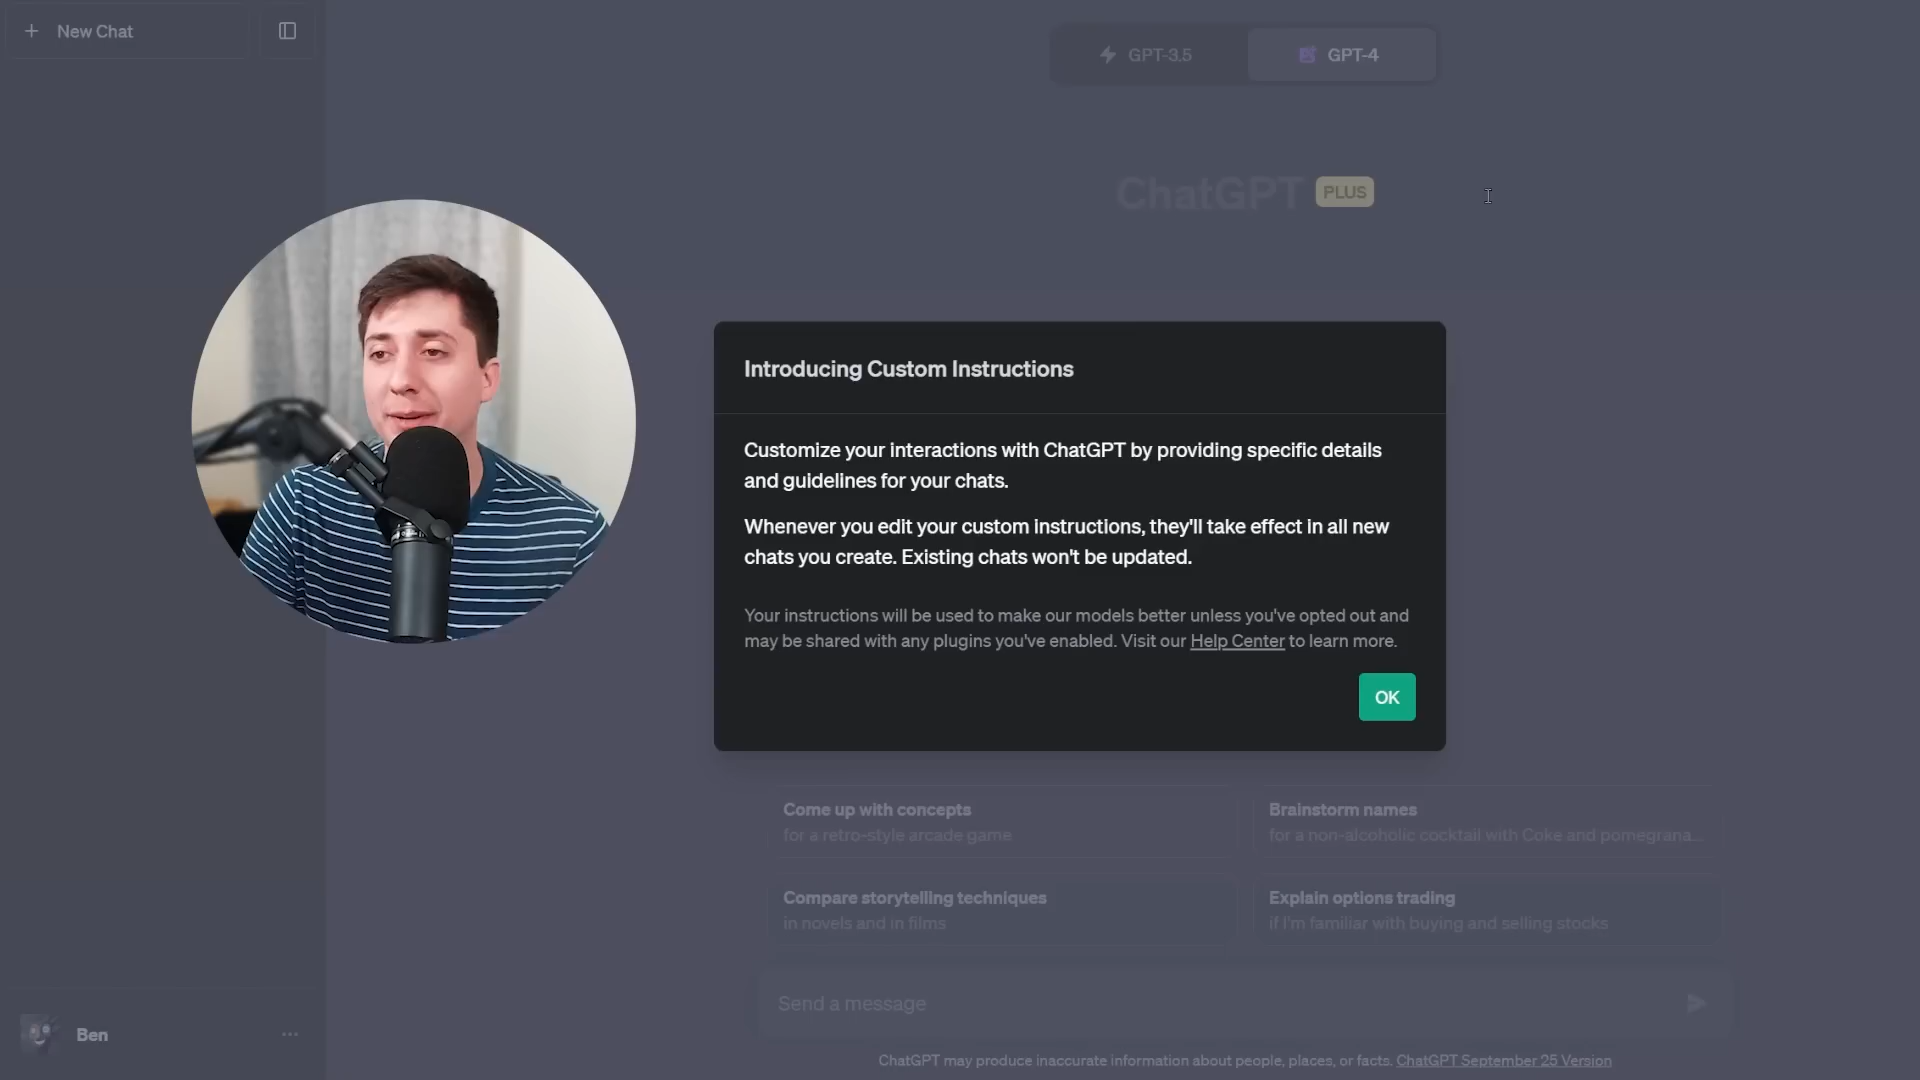 New Chat
GPT-3.5
GPT-4
ChatGPT PLUS
Introducing Custom Instructions
Customize your interactions with ChatGPT by providing specific details
and guidelines for your chats.
Whenever you edit your custom instructions, they'll take effect in all new
chats you create. Existing chats won't be updated.
Your instructions will be used to make our models better unless you've opted out and
may be shared with any plugins you've enabled. Visit our Help Center to learn more.
OK
Come up with concepts
for a retro-style arcade game
Brainstorm names
for a non-alcoholic cocktail with Coke and pomegrana...
Compare storytelling techniques
in novels and in films
Explain options trading
if I'm familiar with buying and selling stocks
Send a message
Ben
ChatGPT may produce inaccurate information about people, places, or facts. ChatGPT September 25 Version